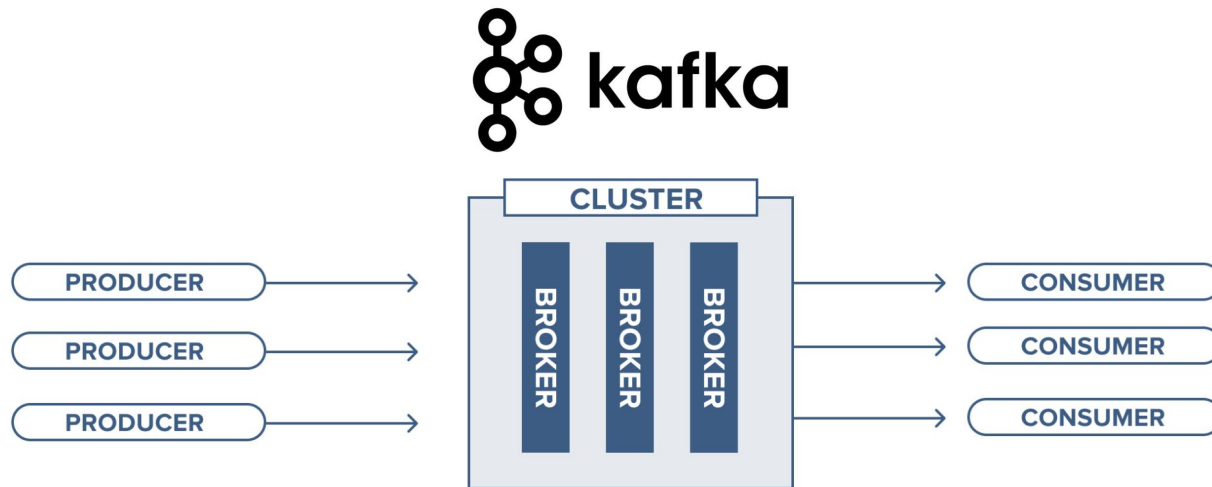 kafka
CLUSTER
PRODUCER
PRODUCER
PRODUCER
BROKER
BROKER
BROKER
CONSUMER
CONSUMER
CONSUMER